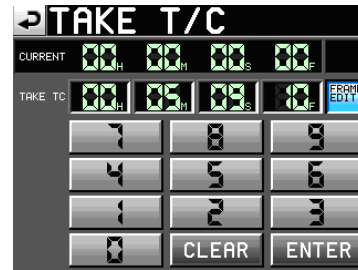 TAKE T/C
CURRENT 00H 00M 00S 00F
TAKE TC 00H 05M 09S 10F FRAME EDIT
7 8 9
4 5 6
1 2 3
0 CLEAR ENTER